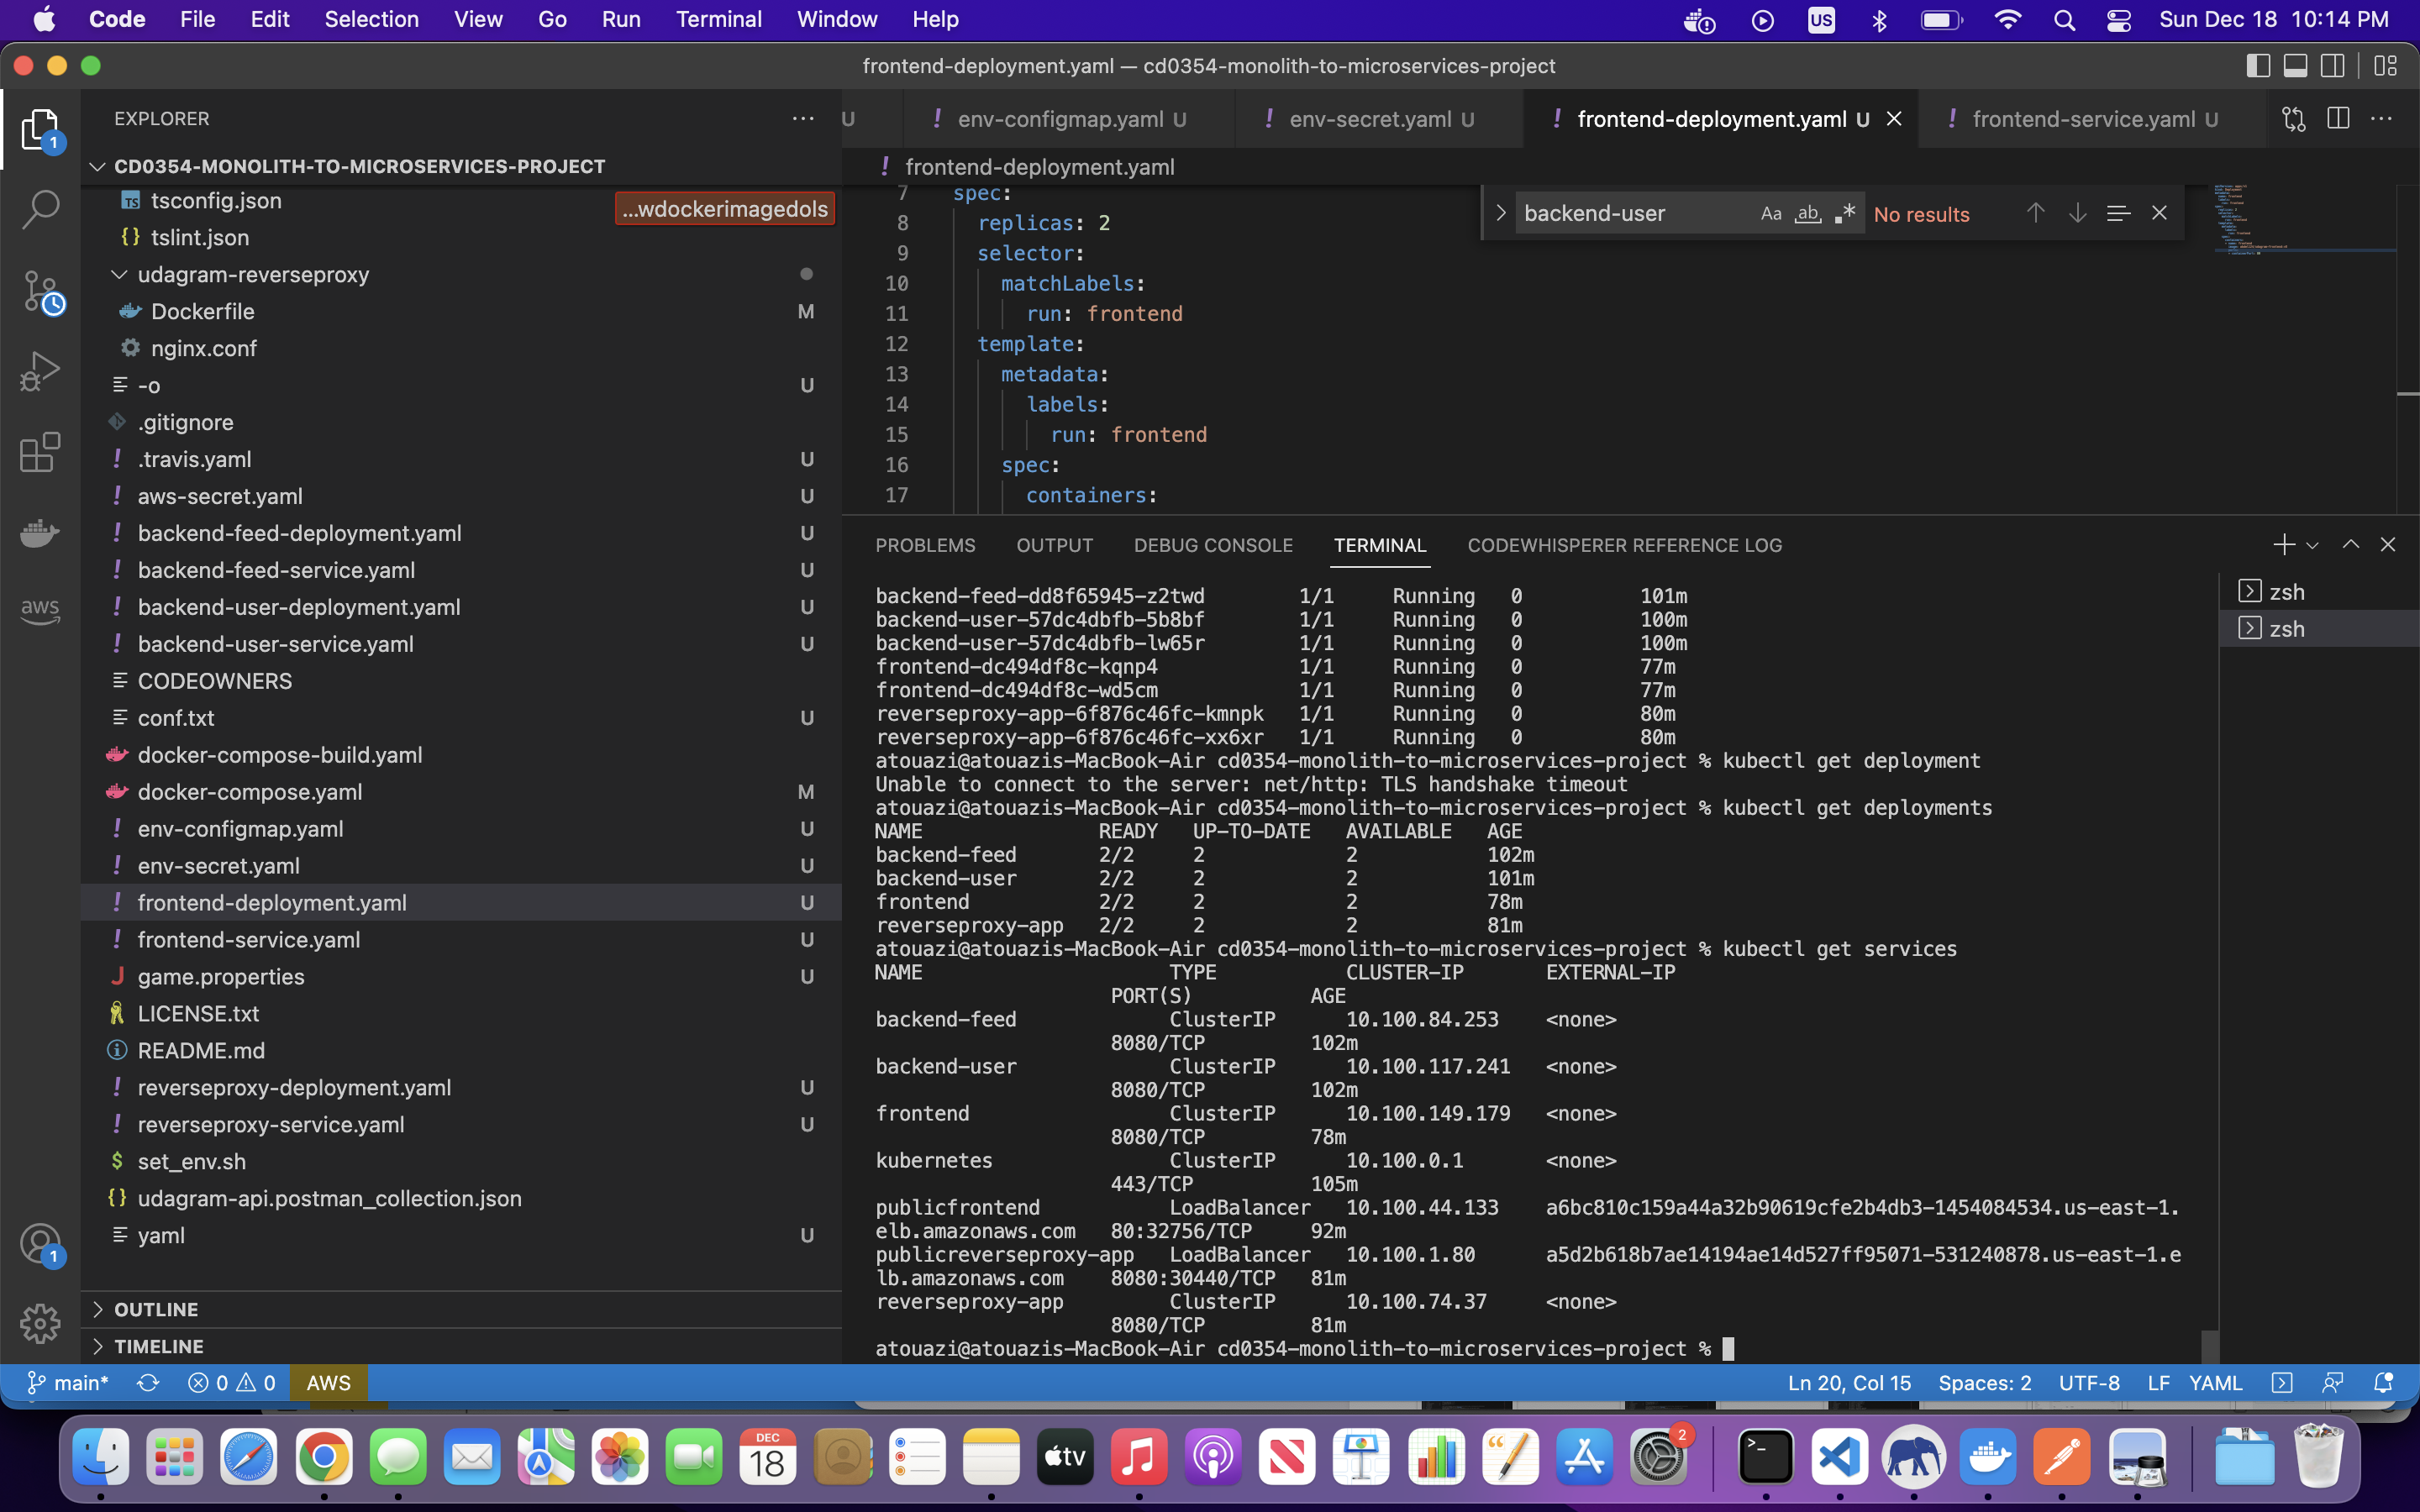 Code File Edit Selection View Go Run Terminal Window Help US Sun Dec 18 10:14 PM
frontend-deployment.yaml — cd0354-monolith-to-microservices-project
EXPLORER
U env-configmap.yaml U env-secret.yaml U frontend-deployment.yaml U frontend-service.yaml U
CD0354-MONOLITH-TO-MICROSERVICES-PROJECT
frontend-deployment.yaml
tsconfig.json
...wdockerimagedols
tslint.json
udagram-reverseproxy
Dockerfile M
nginx.conf
-o U
.gitignore
.travis.yaml U
aws-secret.yaml U
backend-feed-deployment.yaml U
backend-feed-service.yaml U
backend-user-deployment.yaml U
backend-user-service.yaml U
CODEOWNERS
conf.txt U
docker-compose-build.yaml
docker-compose.yaml M
env-configmap.yaml U
env-secret.yaml U
frontend-deployment.yaml U
frontend-service.yaml U
game.properties U
LICENSE.txt
README.md
reverseproxy-deployment.yaml U
reverseproxy-service.yaml U
set_env.sh
udagram-api.postman_collection.json
yaml U
OUTLINE
TIMELINE
1
aws
1
7 spec:
8 replicas: 2
9 selector:
10 matchLabels:
11 run: frontend
12 template:
13 metadata:
14 labels:
15 run: frontend
16 spec:
17 containers:
backend-user Aa ab No results
PROBLEMS OUTPUT DEBUG CONSOLE TERMINAL CODEWHISPERER REFERENCE LOG
zsh
zsh
backend-feed-dd8f65945-z2twd 1/1 Running 0 101m
backend-user-57dc4dbfb-5b8bf 1/1 Running 0 100m
backend-user-57dc4dbfb-lw65r 1/1 Running 0 100m
frontend-dc494df8c-kqnp4 1/1 Running 0 77m
frontend-dc494df8c-wd5cm 1/1 Running 0 77m
reverseproxy-app-6f876c46fc-kmnpk 1/1 Running 0 80m
reverseproxy-app-6f876c46fc-xx6xr 1/1 Running 0 80m
atouazi@atouazis-MacBook-Air cd0354-monolith-to-microservices-project % kubectl get deployment
Unable to connect to the server: net/http: TLS handshake timeout
atouazi@atouazis-MacBook-Air cd0354-monolith-to-microservices-project % kubectl get deployments
NAME READY UP-TO-DATE AVAILABLE AGE
backend-feed 2/2 2 2 102m
backend-user 2/2 2 2 101m
frontend 2/2 2 2 78m
reverseproxy-app 2/2 2 2 81m
atouazi@atouazis-MacBook-Air cd0354-monolith-to-microservices-project % kubectl get services
NAME TYPE CLUSTER-IP EXTERNAL-IP
PORT(S) AGE
backend-feed ClusterIP 10.100.84.253 <none>
8080/TCP 102m
backend-user ClusterIP 10.100.117.241 <none>
8080/TCP 102m
frontend ClusterIP 10.100.149.179 <none>
8080/TCP 78m
kubernetes ClusterIP 10.100.0.1 <none>
443/TCP 105m
publicfrontend LoadBalancer 10.100.44.133 a6bc810c159a44a32b90619cfe2b4db3-1454084534.us-east-1.
elb.amazonaws.com 80:32756/TCP 92m
publicreverseproxy-app LoadBalancer 10.100.1.80 a5d2b618b7ae14194ae14d527ff95071-531240878.us-east-1.e
lb.amazonaws.com 8080:30440/TCP 81m
reverseproxy-app ClusterIP 10.100.74.37 <none>
8080/TCP 81m
atouazi@atouazis-MacBook-Air cd0354-monolith-to-microservices-project %
main* 0 0 AWS Ln 20, Col 15 Spaces: 2 UTF-8 LF YAML
DEC
18
tv
2